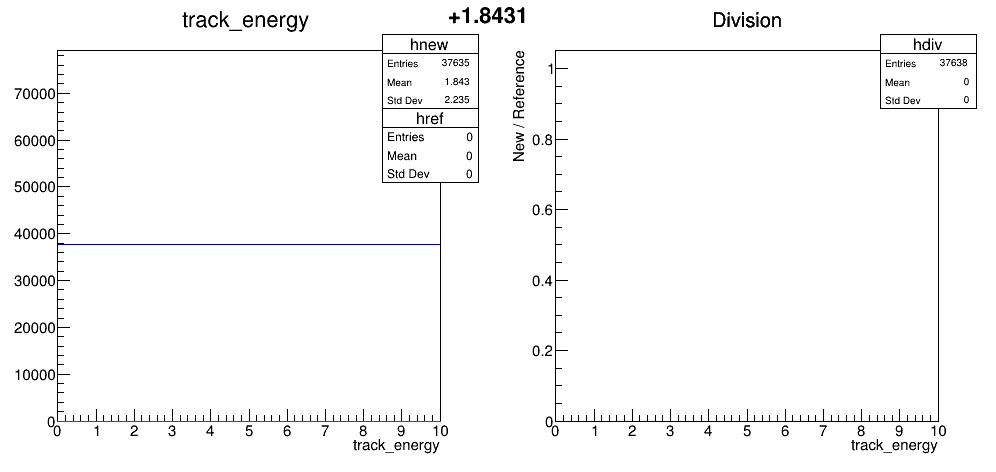 track_energy
+1.8431
Division
hnew
Entries 37635
Mean 1.843
Std Dev 2.235
href
Entries 0
Mean 0
Std Dev 0
70000
60000
50000
40000
30000
20000
10000
0
0 1 2 3 4 5 6 7 8 9 10
track_energy
hdiv
Entries 37638
Mean 0
Std Dev 0
New / Reference
1
0.8
0.6
0.4
0.2
0
0 1 2 3 4 5 6 7 8 9 10
track_energy